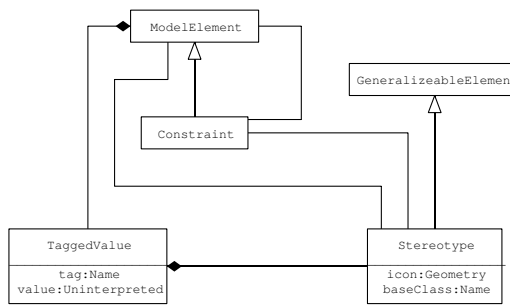 ModelElement
GeneralizeableElemen
Constraint
TaggedValue
tag:Name
value:Uninterpreted
Stereotype
icon:Geometry
baseClass:Name